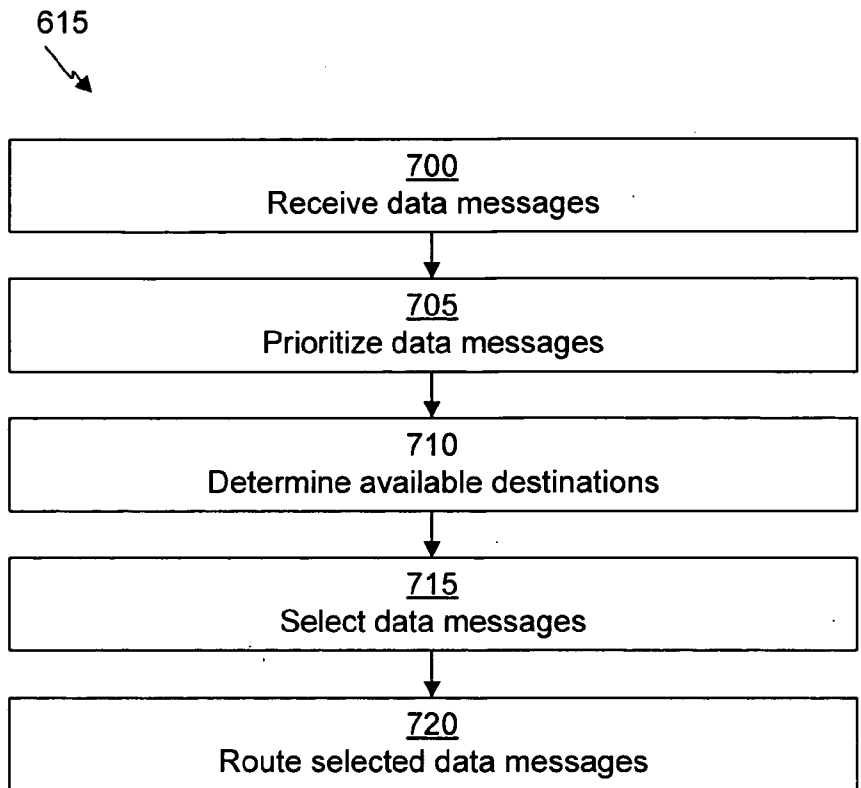 615
700
Receive data messages
705
Prioritize data messages
710
Determine available destinations
715
Select data messages
720
Route selected data messages